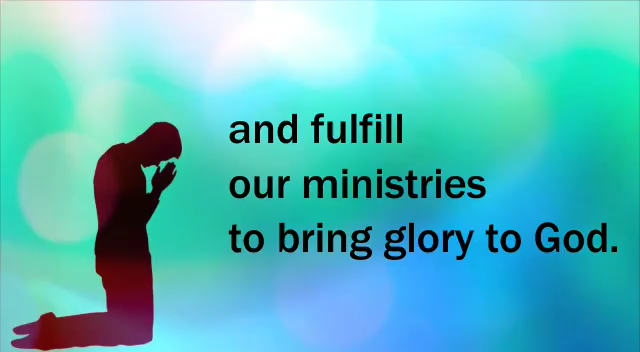 and fulfill
our ministries
to bring glory to God.